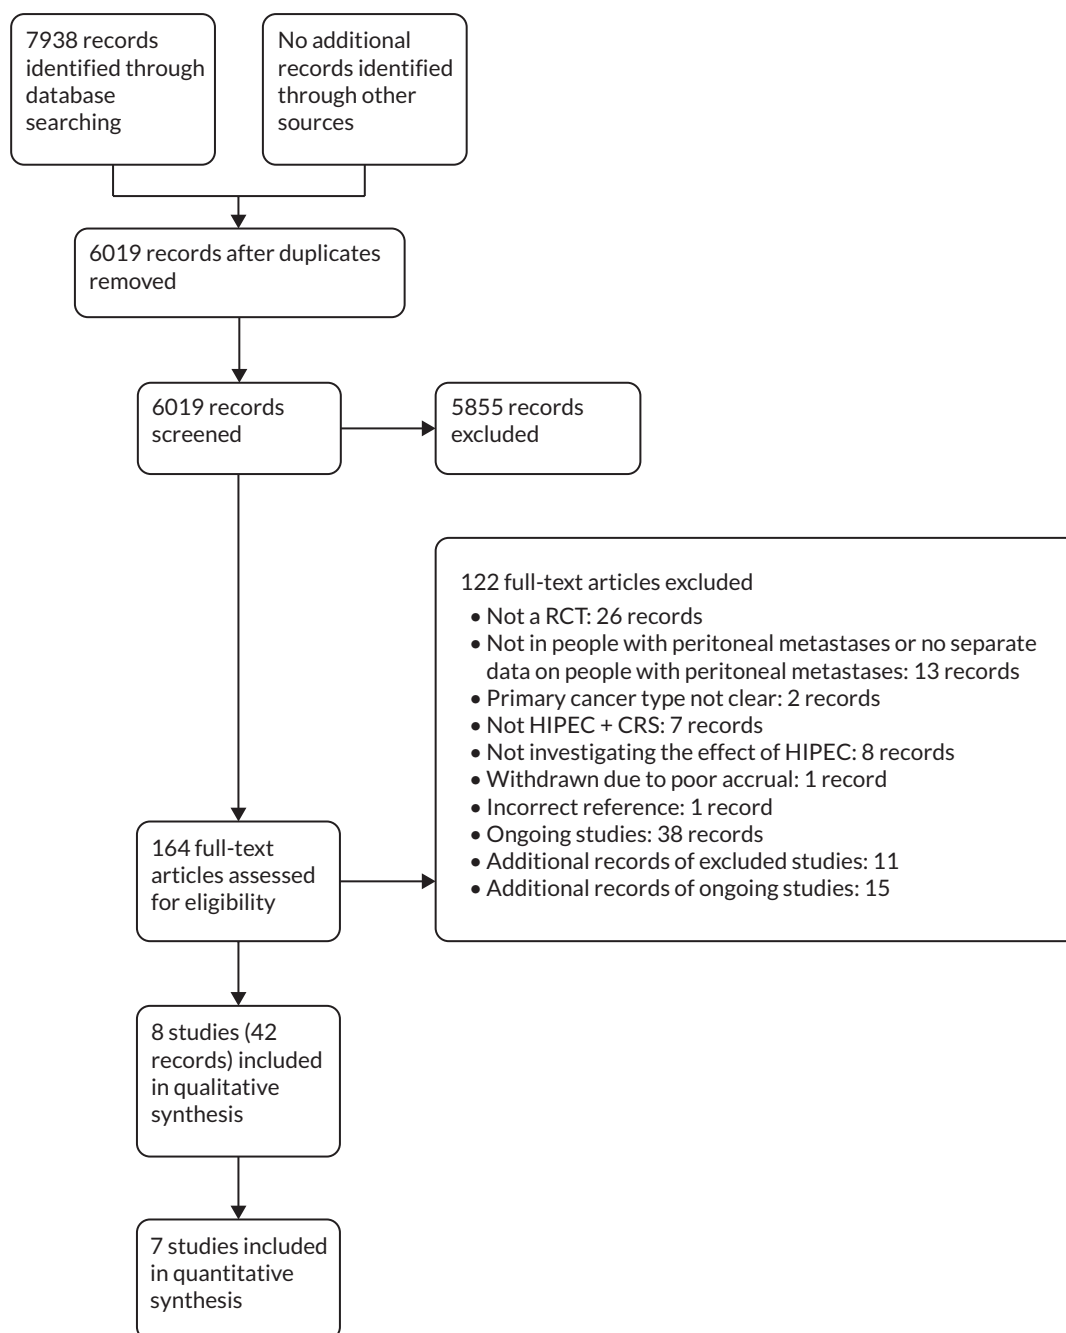 7938 records
identified through
database
searching
No additional
records identified
through other
sources
6019 records after duplicates
removed
6019 records
screened
5855 records
excluded
122 full-text articles excluded
• Not a RCT: 26 records
• Not in people with peritoneal metastases or no separate
data on people with peritoneal metastases: 13 records
• Primary cancer type not clear: 2 records
• Not HIPEC + CRS: 7 records
• Not investigating the effect of HIPEC: 8 records
• Withdrawn due to poor accrual: 1 record
• Incorrect reference: 1 record
• Ongoing studies: 38 records
• Additional records of excluded studies: 11
• Additional records of ongoing studies: 15
164 full-text
articles assessed
for eligibility
8 studies (42
records) included
in qualitative
synthesis
7 studies included
in quantitative
synthesis